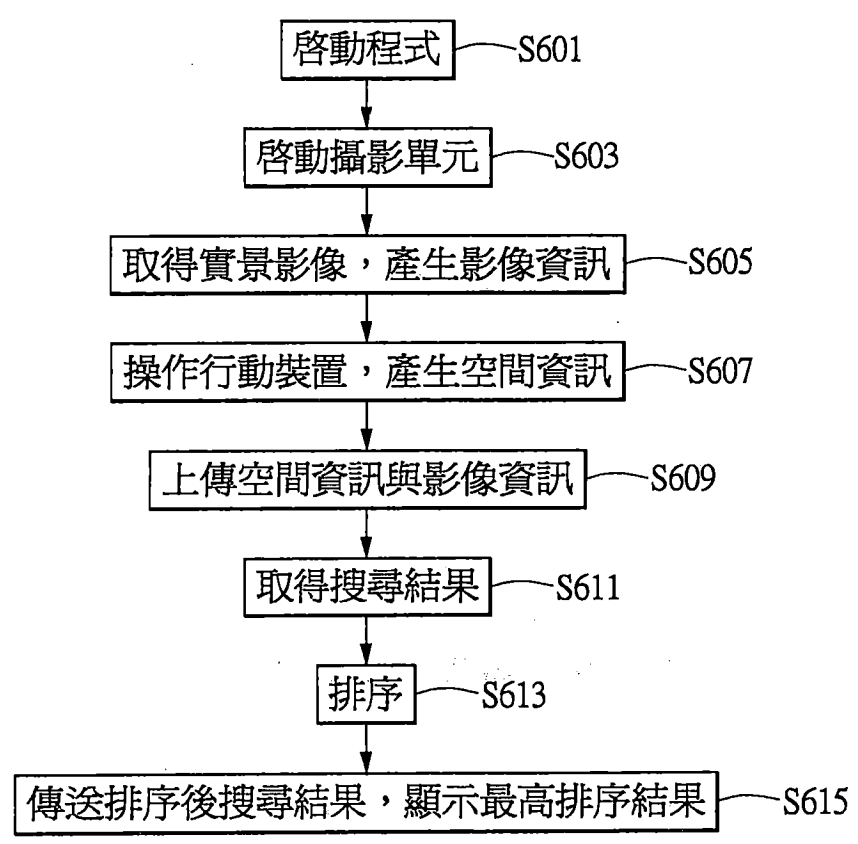 啓動程式 S601
啓動攝影單元 S603
取得實景影像，產生影像資訊 S605
操作行動裝置，產生空間資訊 S607
上傳空間資訊與影像資訊 S609
取得搜尋結果 S611
排序 S613
傳送排序後搜尋結果，顯示最高排序結果 S615